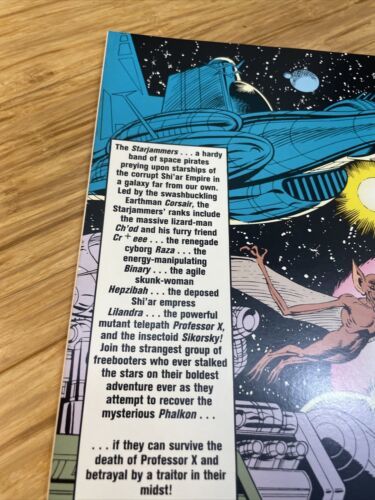 The Starjammers . . . a hardy
band of space pirates
preying upon starships of
the corrupt Shi'ar Empire in
a galaxy far from our own.
Led by the swashbuckling
Earthman Corsair, the
Starjammers' ranks include
the massive lizard-man
Ch'od and his furry friend
Cr+eee . . . the renegade
cyborg Raza . . . the
energy-manipulating
Binary . . . the agile
skunk-woman
Hepzibah . . . the deposed
Shi'ar empress
Lilandra . . . the powerful
mutant telepath Professor X,
and the insectoid Sikorsky!
Join the strangest group of
freebooters who ever stalked
the stars on their boldest
adventure ever as they
attempt to recover the
mysterious Phalkon . . .
. . . if they can survive the
death of Professor X and
betrayal by a traitor in their
midst!